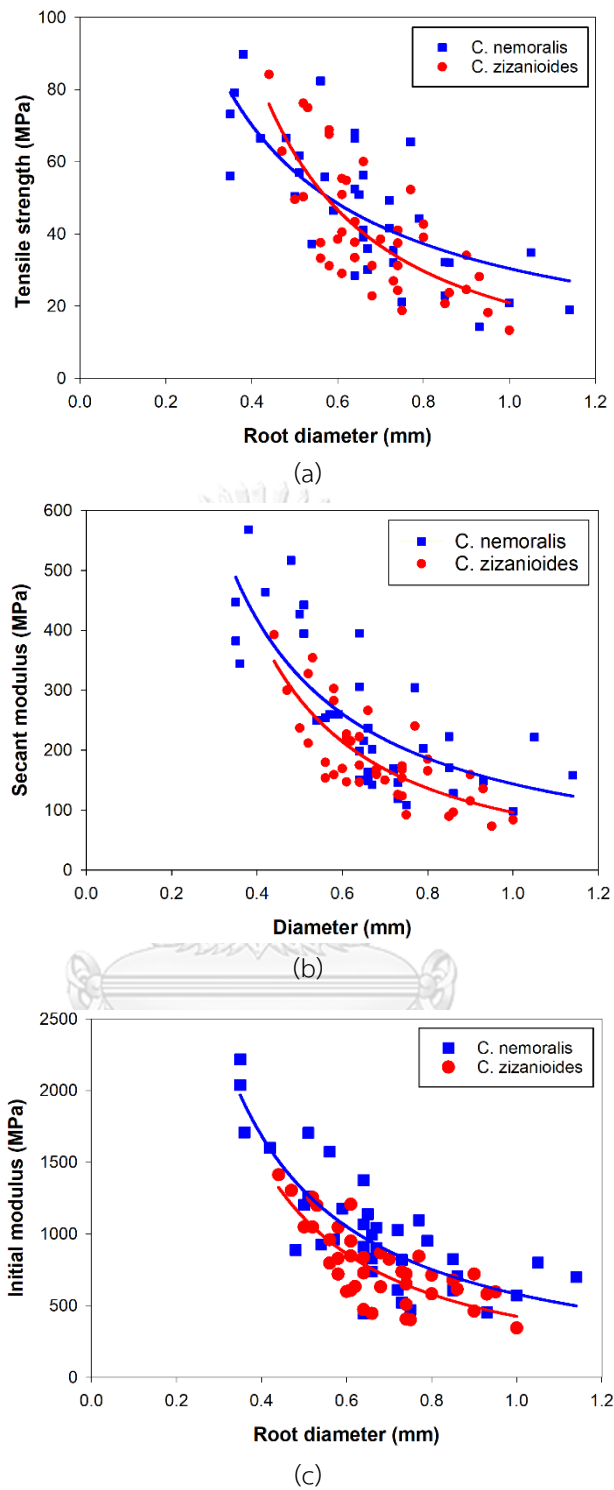 100
80
60
40
20
0
Tensile strength (MPa)
C. nemoralis
C. zizanioides
0.0 0.2 0.4 0.6 0.8 1.0 1.2
Root diameter (mm)
(a)
600
500
400
300
200
100
0
Secant modulus (MPa)
C. nemoralis
C. zizanioides
0.0 0.2 0.4 0.6 0.8 1.0 1.2
Diameter (mm)
(b)
2500
2000
1500
1000
500
0
Initial modulus (MPa)
C. nemoralis
C. zizanioides
0.0 0.2 0.4 0.6 0.8 1.0 1.2
Root diameter (mm)
(c)